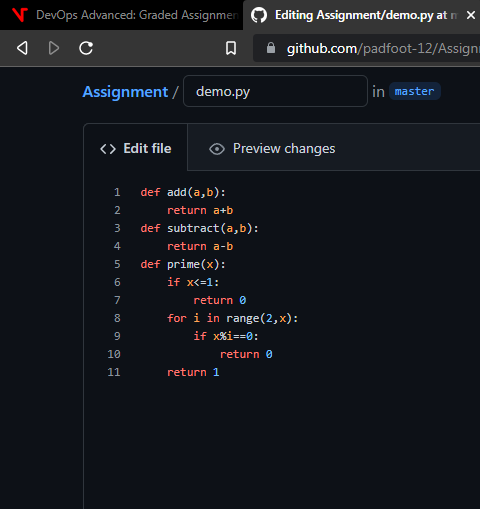 DevOps Advanced: Graded Assignmen
Editing Assignment/demo.py at m
github.com/padfoot-12/Assign
Assignment / demo.py in master
<> Edit file Preview changes
1 def add(a,b):
2     return a+b
3 def subtract(a,b):
4     return a-b
5 def prime(x):
6     if x<=1:
7         return 0
8     for i in range(2,x):
9         if x%i==0:
10             return 0
11     return 1